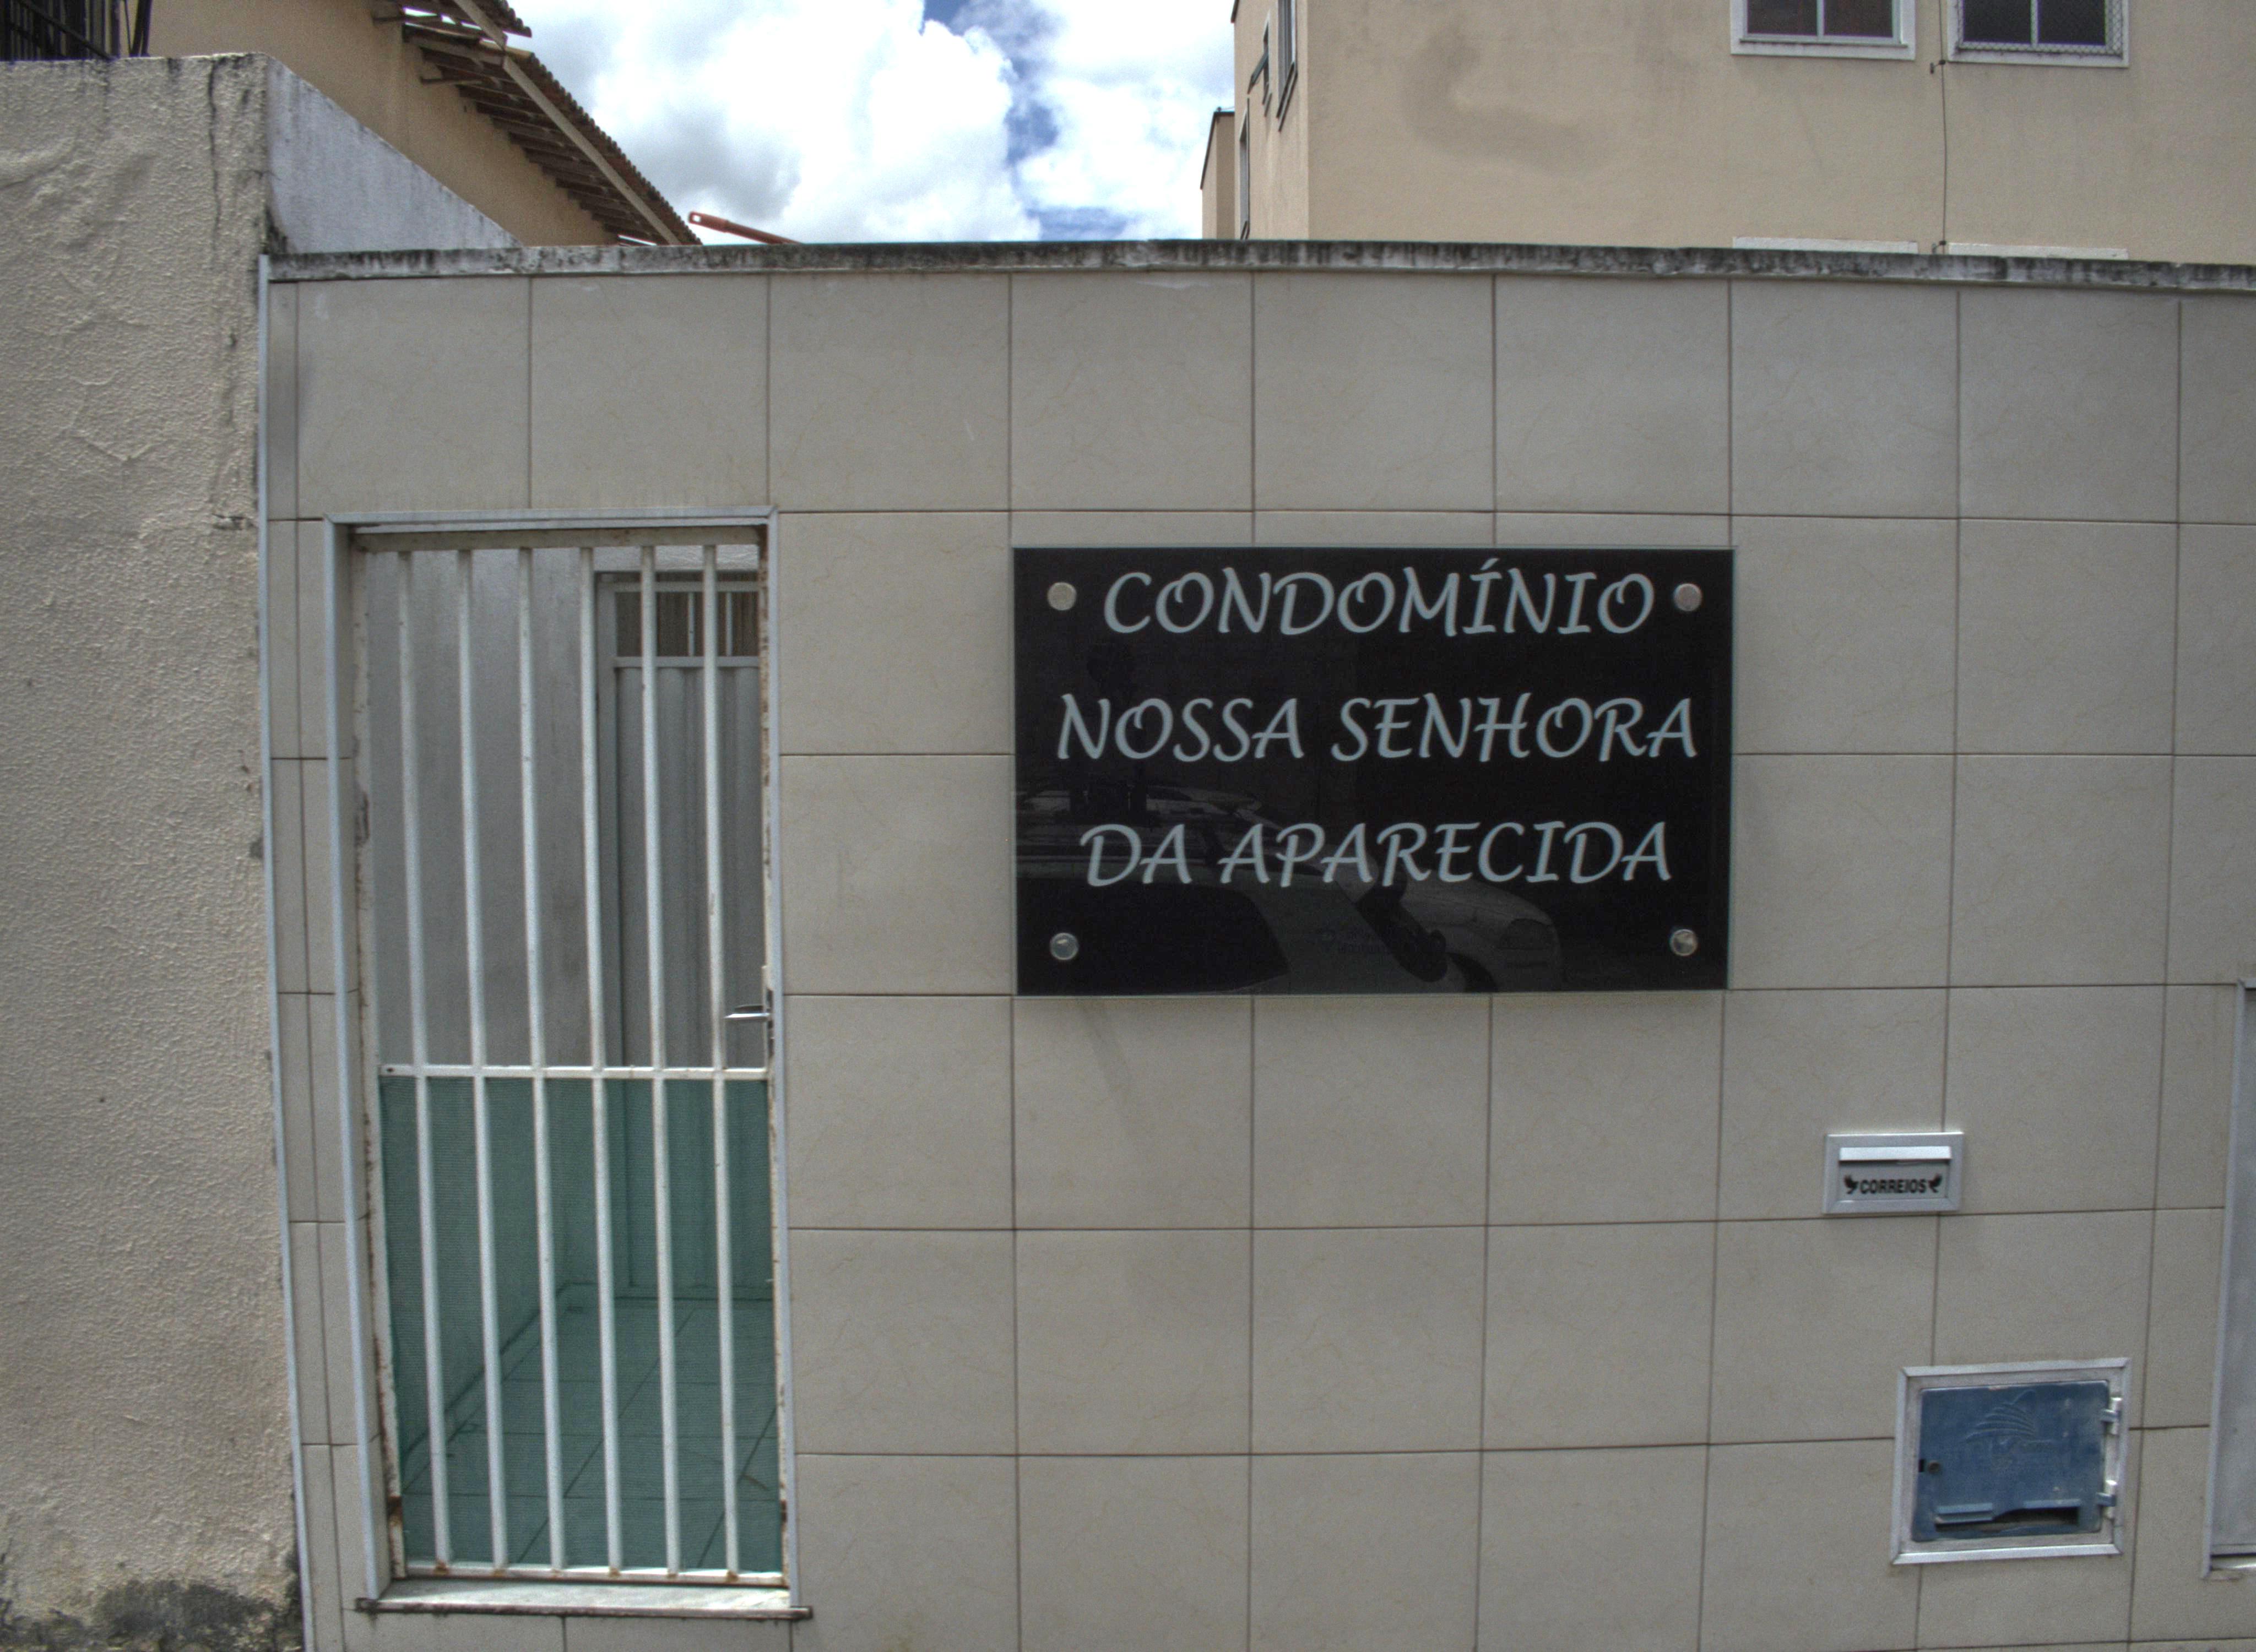 CONDOMÍNIO
NOSSA SENHORA
DA APARECIDA
CORREIOS